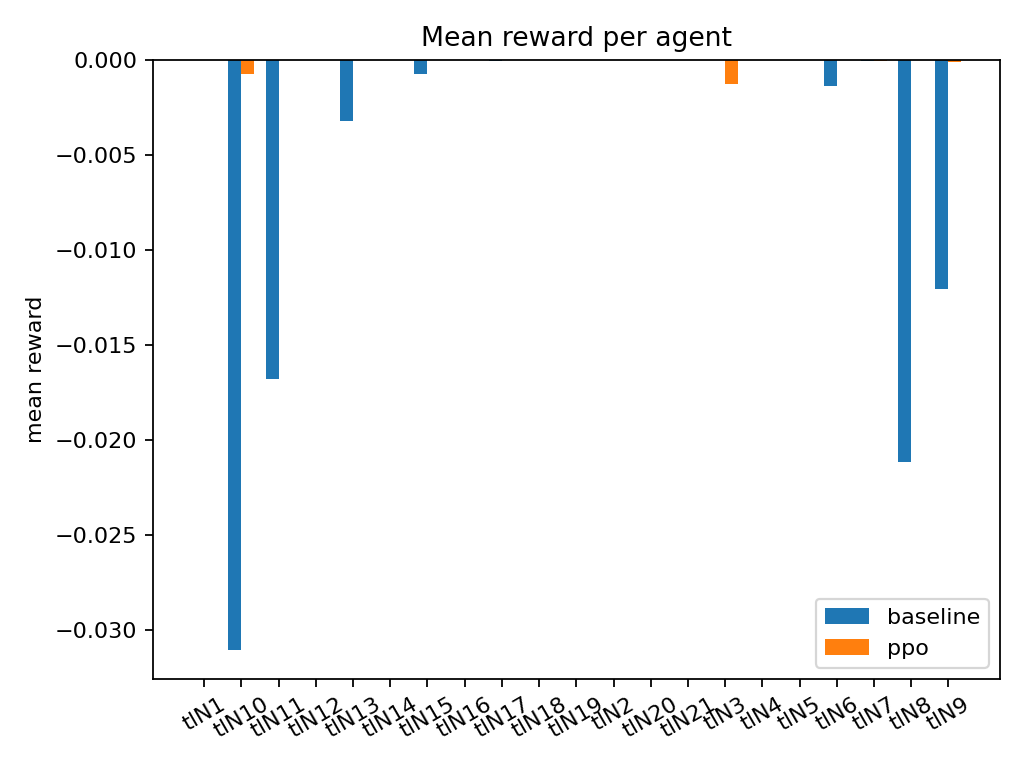 Mean reward per agent
0.000
−0.005
−0.010
−0.015
−0.020
−0.025
−0.030
mean reward
baseline
ppo
tlN1
tlN10
tlN11
tlN12
tlN13
tlN14
tlN15
tlN16
tlN17
tlN18
tlN19
tlN2
tlN20
tlN21
tlN3
tlN4
tlN5
tlN6
tlN7
tlN8
tlN9